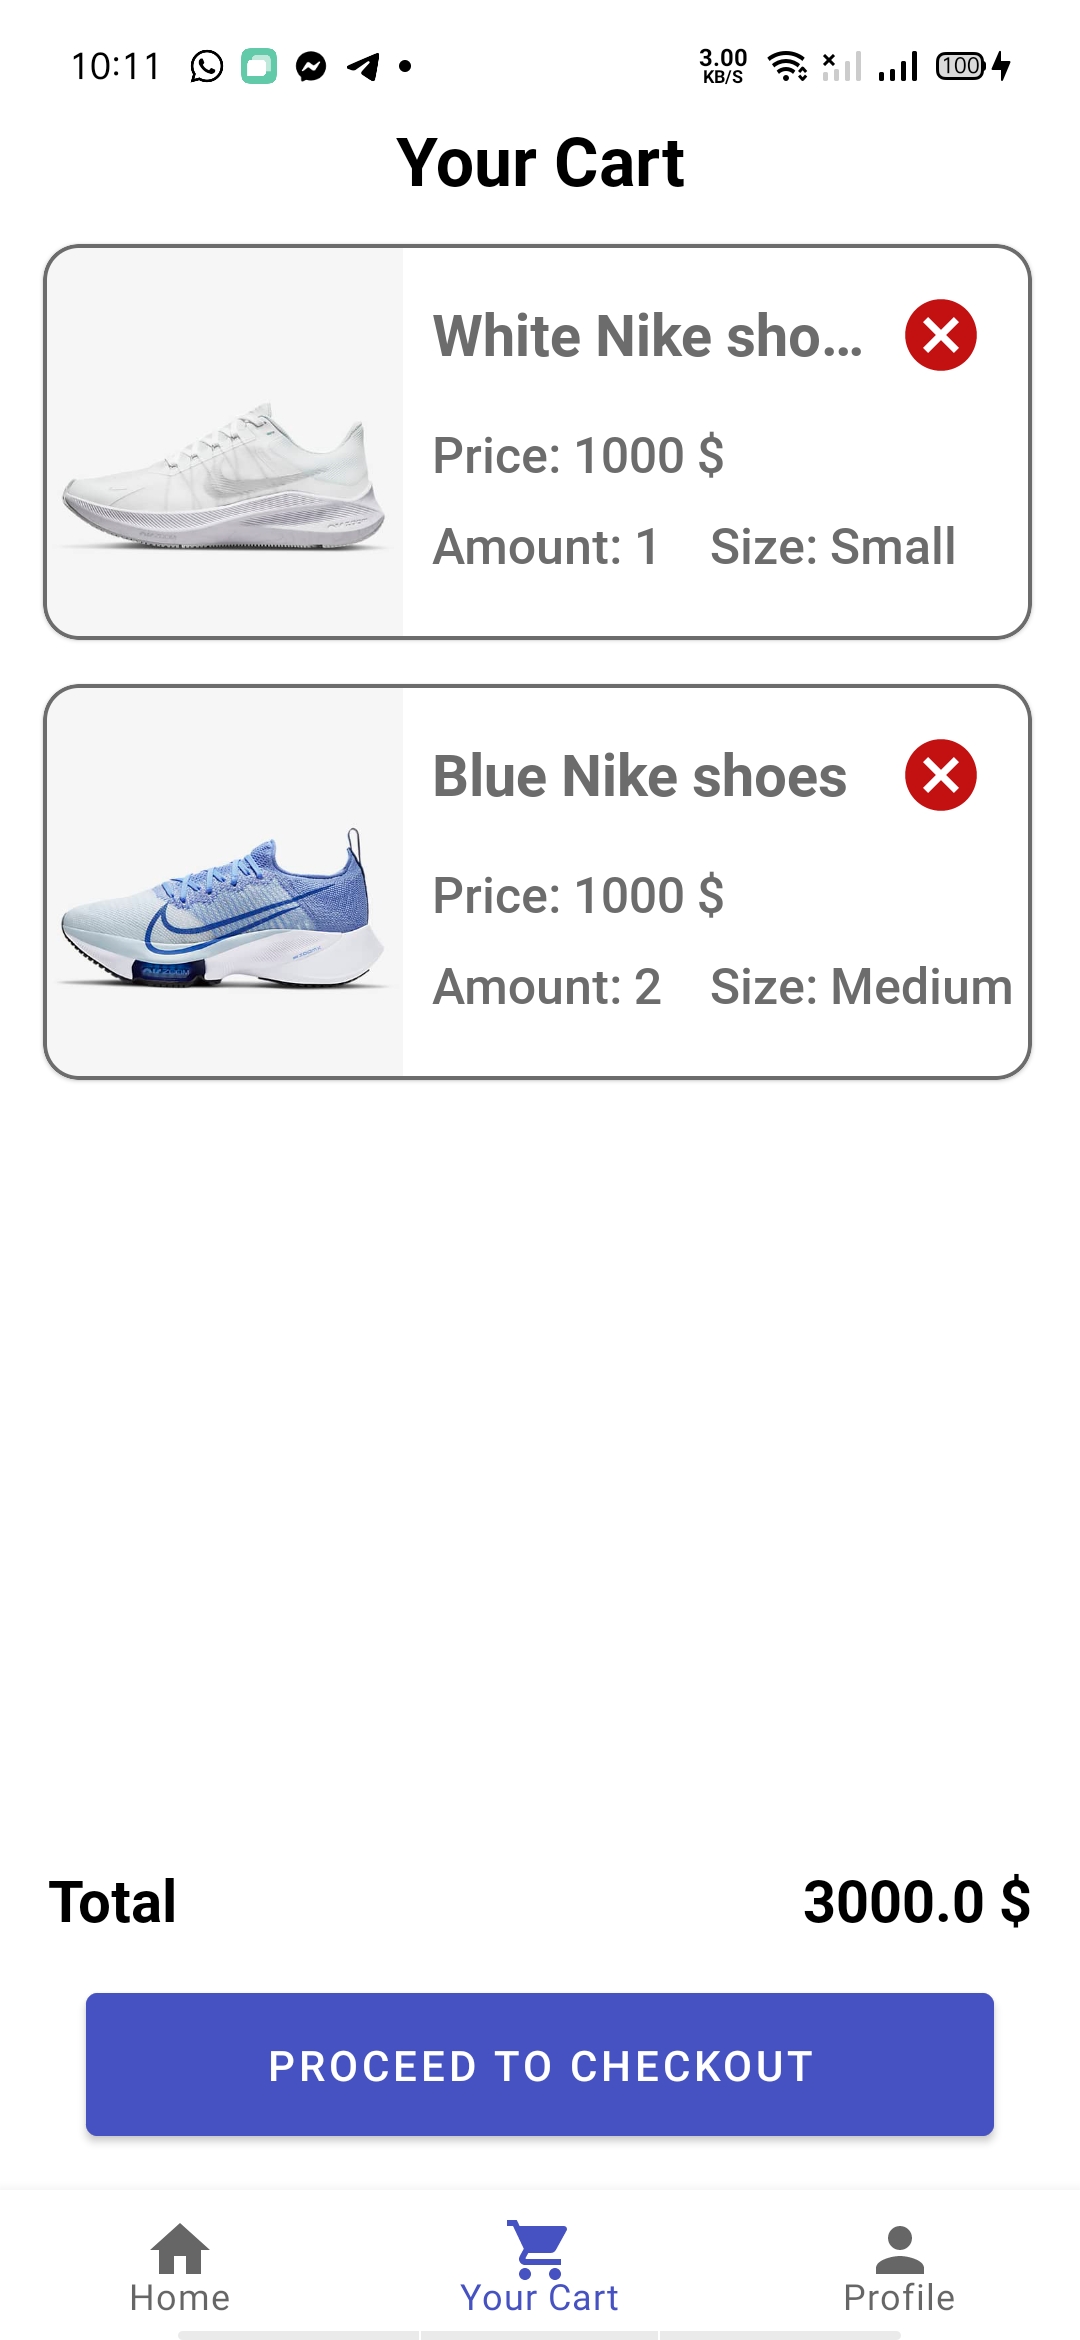 10:11 3.00 KB/S 100
Your Cart
White Nike sho...
Price: 1000 $
Amount: 1 Size: Small
Blue Nike shoes
Price: 1000 $
Amount: 2 Size: Medium
Total 3000.0 $
PROCEED TO CHECKOUT
Home Your Cart Profile